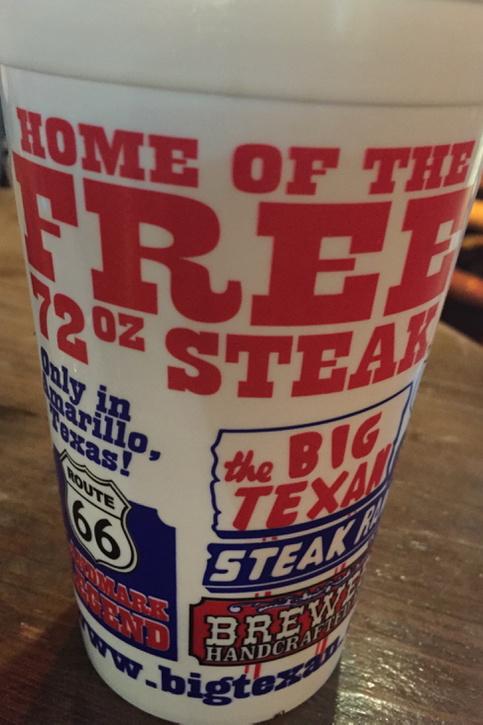 HOME OF THE
FREE
72 OZ STEAK
Only in
Amarillo,
Texas!
ROUTE
66
the BIG
TEXAN
STEAK
BREWE
HANDCRAFTED
www.bigtexan.